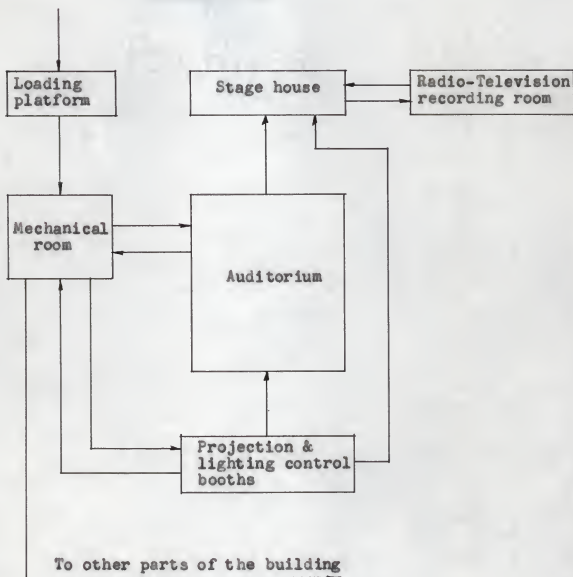 Loading
platform
Stage house
Radio-Television
recording room
Mechanical
room
Auditorium
Projection &
lighting control
booths
To other parts of the building